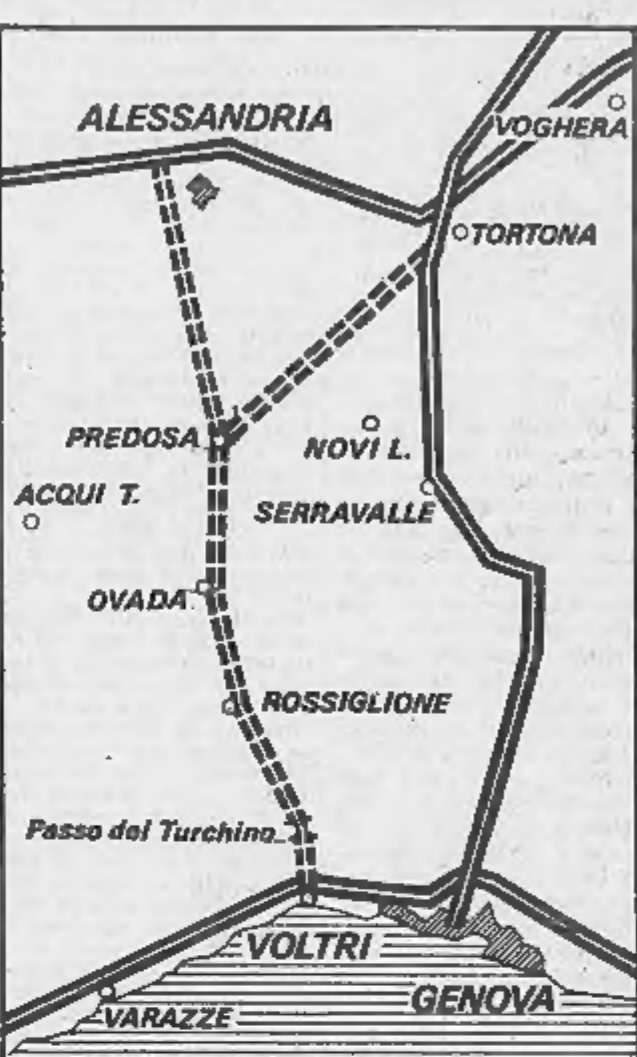 ALESSANDRIA
VOGHERA
TORTONA
PREDOSA
NOVI L.
ACQUI T.
SERRAVALLE
OVADA
ROSSIGLIONE
Passo del Turchino
VOLTRI
GENOVA
VARAZZE